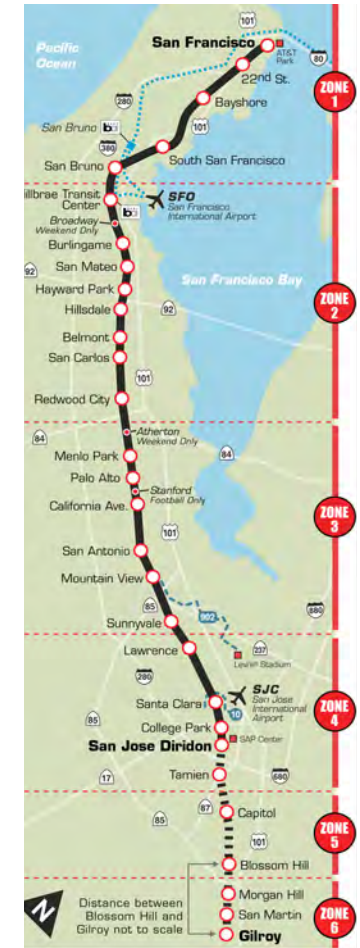 101
Pacific
Ocean
San Francisco
AT&T
Park
80
22nd St.
280
Bayshore
101
ZONE
1
San Bruno
ba
380
South San Francisco
San Bruno
illbrae Transit
Center
ba
SFO
San Francisco
International Airport
Broadway
Weekend Only
Burlingame
San Mateo
92
San Francisco Bay
Hayward Park
ZONE
2
Hillsdale
92
Belmont
San Carlos
101
Redwood City
Atherton
Weekend Only
84
Menlo Park
84
Palo Alto
Stanford
Football Only
ZONE
3
California Ave.
101
San Antonio
Mountain View
85
902
880
Sunnyvale
237
Lawrence
Levi's Stadium
280
SJC
San Jose
International
Airport
Santa Clara
10
ZONE
4
85
College Park
San Jose Diridon
SAP Center
17
Tamien
680
87
Capitol
85
101
ZONE
5
Blossom Hill
N
Distance between
Blossom Hill and
Gilroy not to scale
Morgan Hill
San Martin
Gilroy
ZONE
6